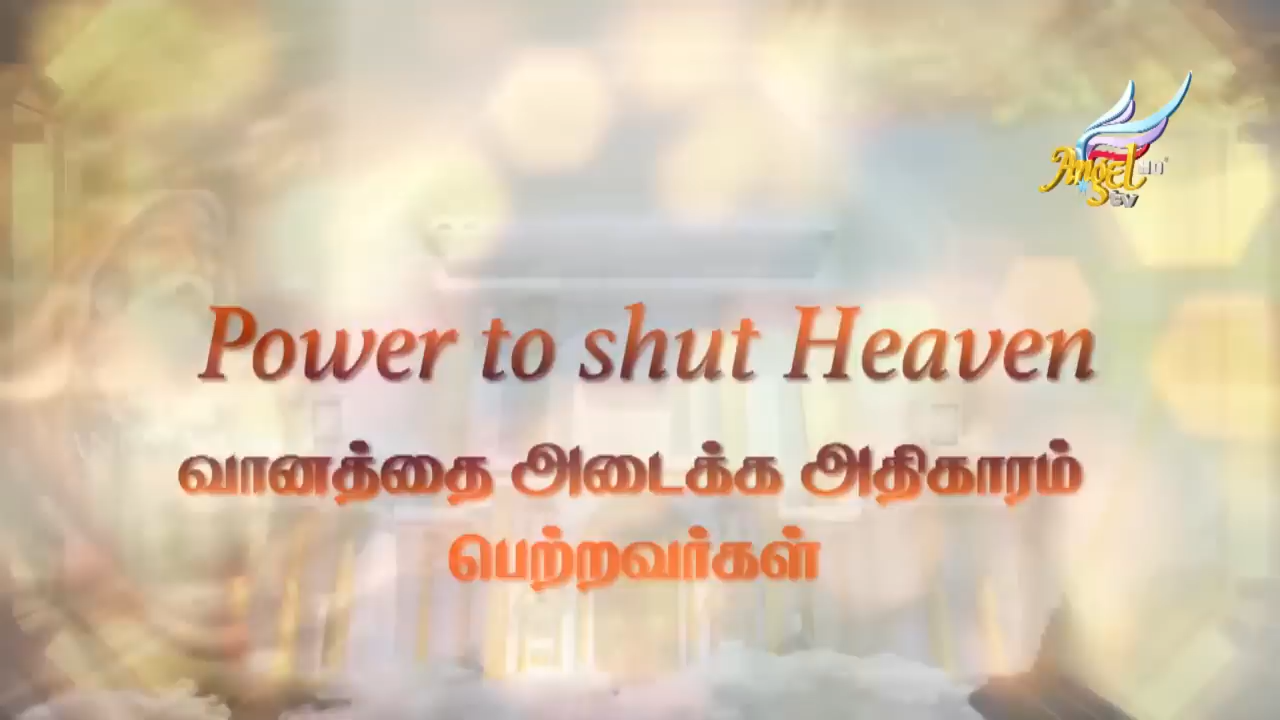 Angel
tv
Power to shut Heaven
வானத்தை அடைக்க அதிகாரம்
பெற்றவர்கள்